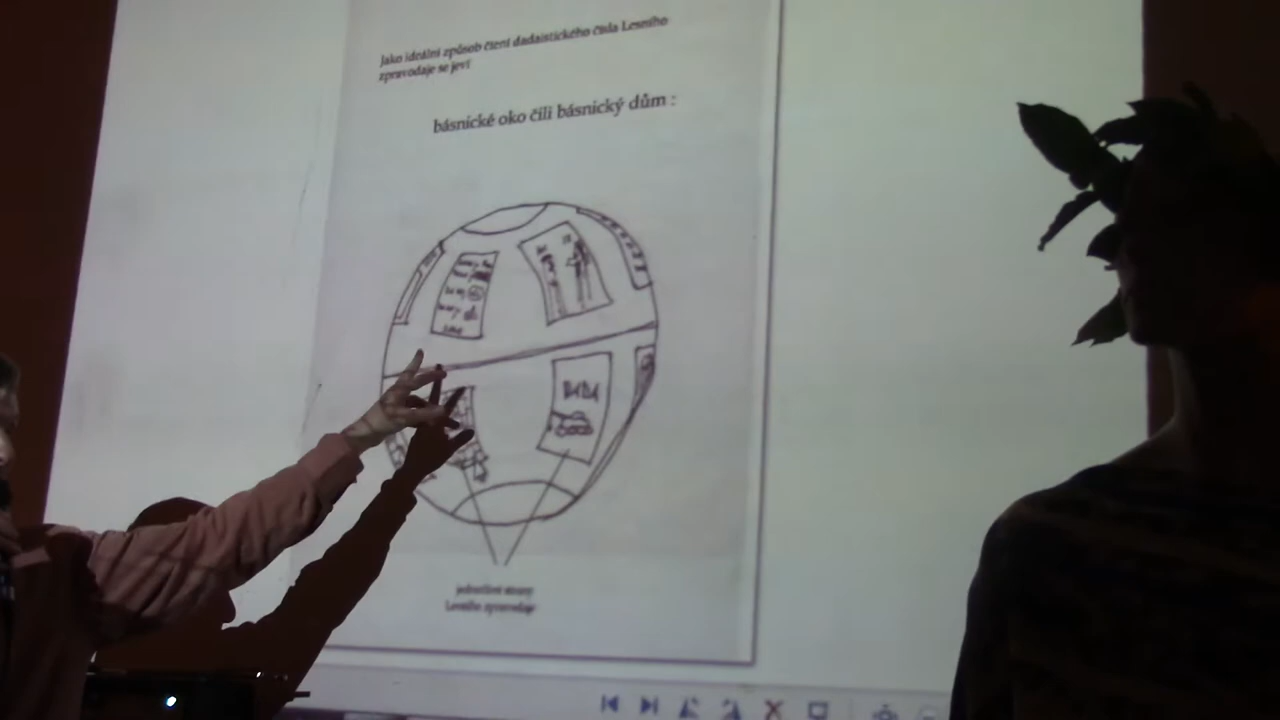 Jako ideální způsob čtení dadaistického čísla Lesního
zpravodaje se jeví
básnické oko čili básnický dům :
DADA
jednotlivé strany
Lesního zpravodaje